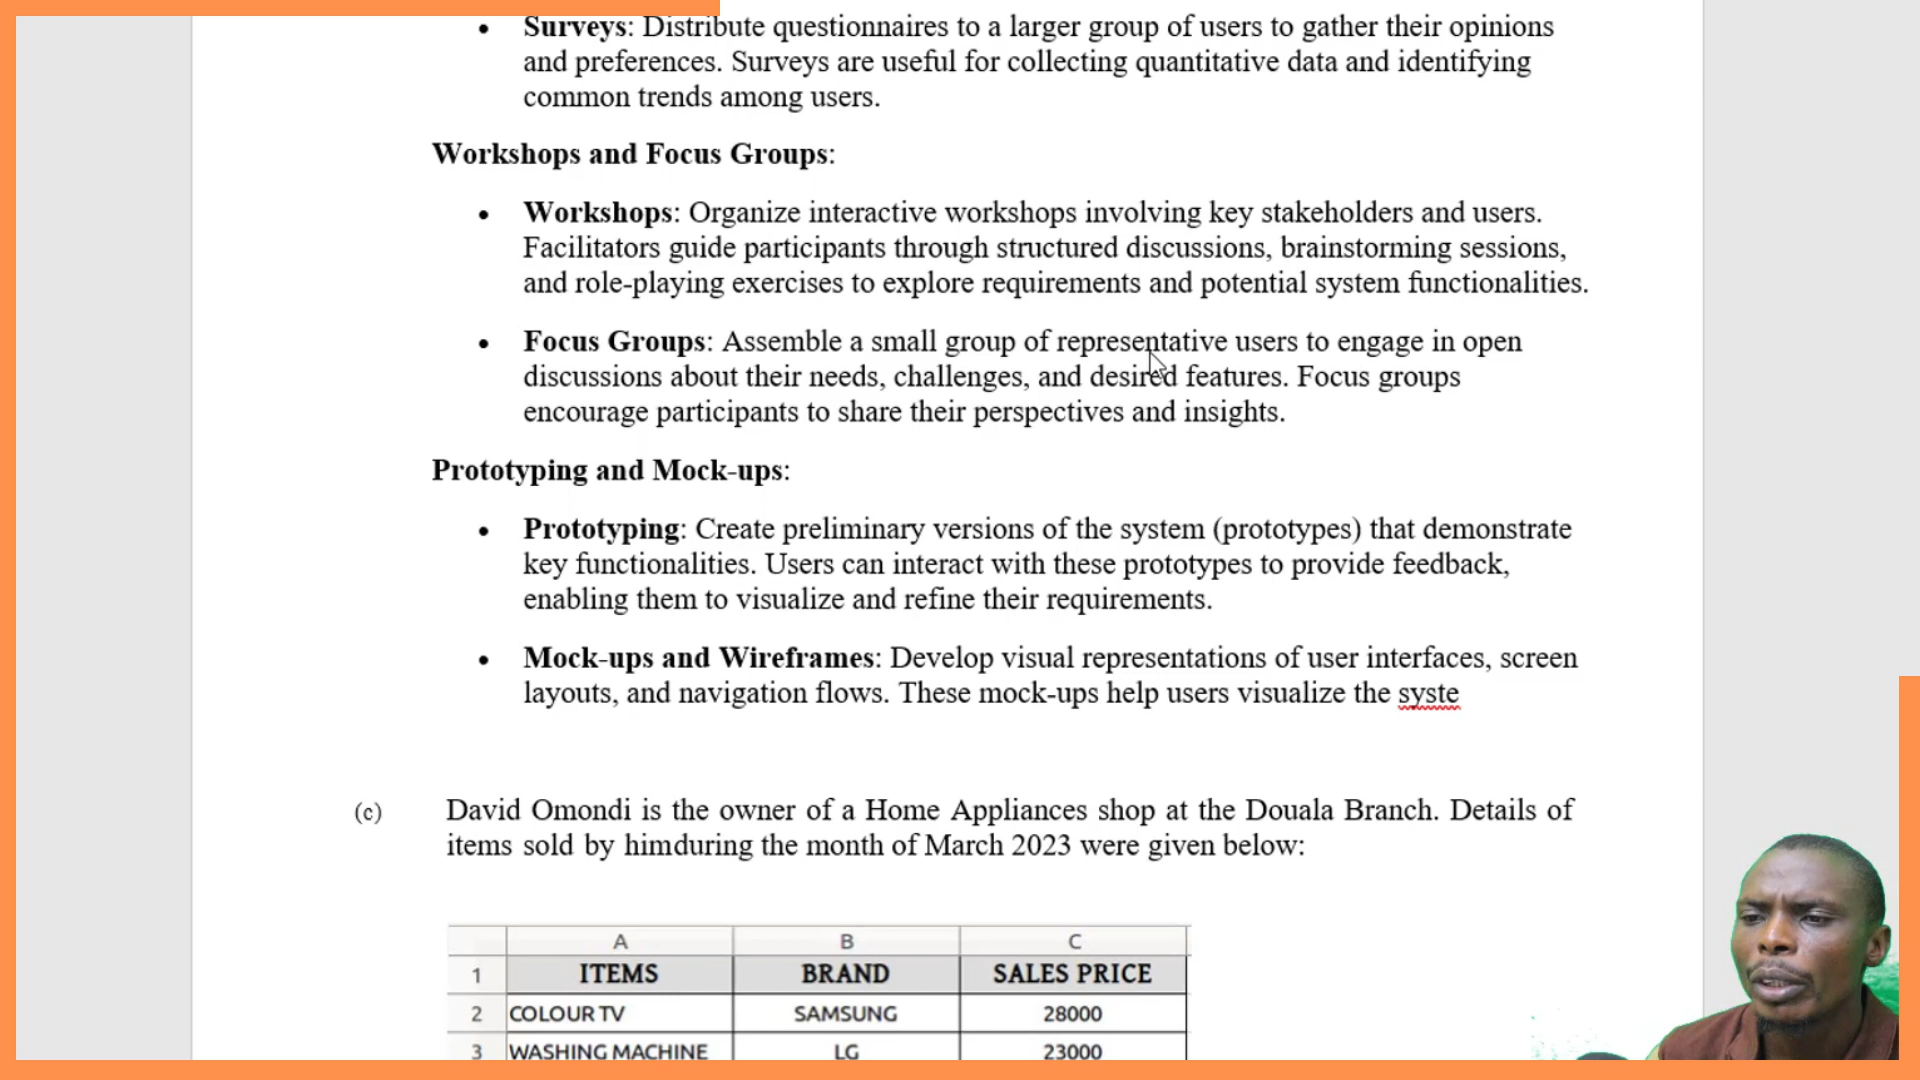 • Surveys: Distribute questionnaires to a larger group of users to gather their opinions
and preferences. Surveys are useful for collecting quantitative data and identifying
common trends among users.
Workshops and Focus Groups:
• Workshops: Organize interactive workshops involving key stakeholders and users.
Facilitators guide participants through structured discussions, brainstorming sessions,
and role-playing exercises to explore requirements and potential system functionalities.
• Focus Groups: Assemble a small group of representative users to engage in open
discussions about their needs, challenges, and desired features. Focus groups
encourage participants to share their perspectives and insights.
Prototyping and Mock-ups:
• Prototyping: Create preliminary versions of the system (prototypes) that demonstrate
key functionalities. Users can interact with these prototypes to provide feedback,
enabling them to visualize and refine their requirements.
• Mock-ups and Wireframes: Develop visual representations of user interfaces, screen
layouts, and navigation flows. These mock-ups help users visualize the syste
(c) David Omondi is the owner of a Home Appliances shop at the Douala Branch. Details of
items sold by himduring the month of March 2023 were given below:
A B C
1 ITEMS BRAND SALES PRICE
2 COLOUR TV SAMSUNG 28000
3 WASHING MACHINE LG 23000